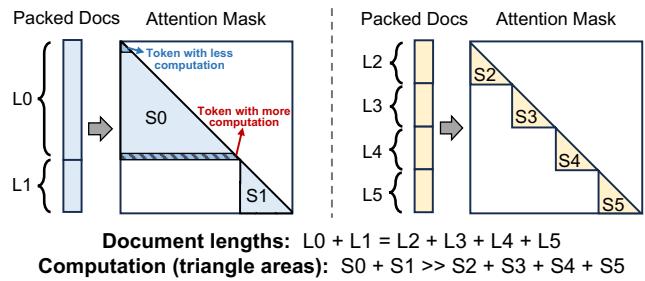 Packed Docs
Attention Mask
Token with less
computation
L0
S0
Token with more
computation
L1
S1
Packed Docs
Attention Mask
L2
S2
L3
S3
L4
S4
L5
S5
Document lengths: L0 + L1 = L2 + L3 + L4 + L5
Computation (triangle areas): S0 + S1 >> S2 + S3 + S4 + S5